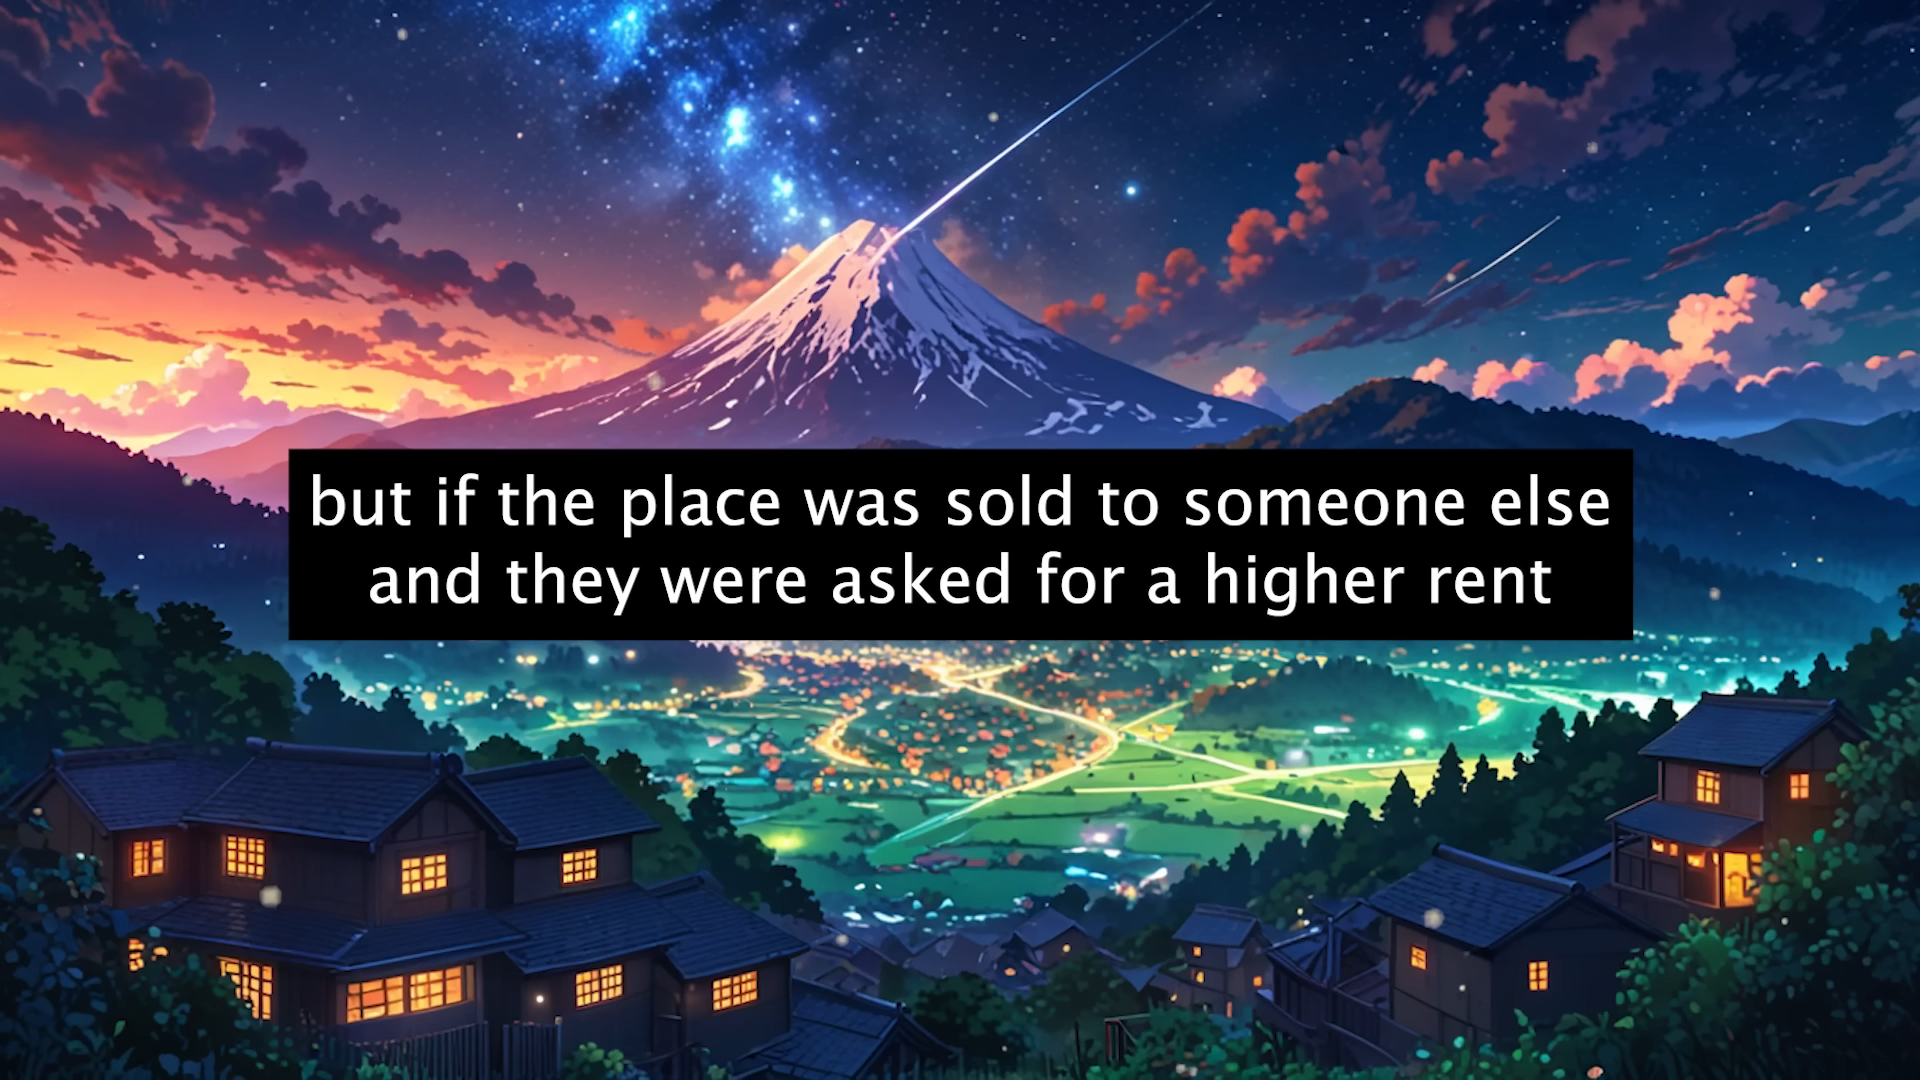 but if the place was sold to someone else
and they were asked for a higher rent